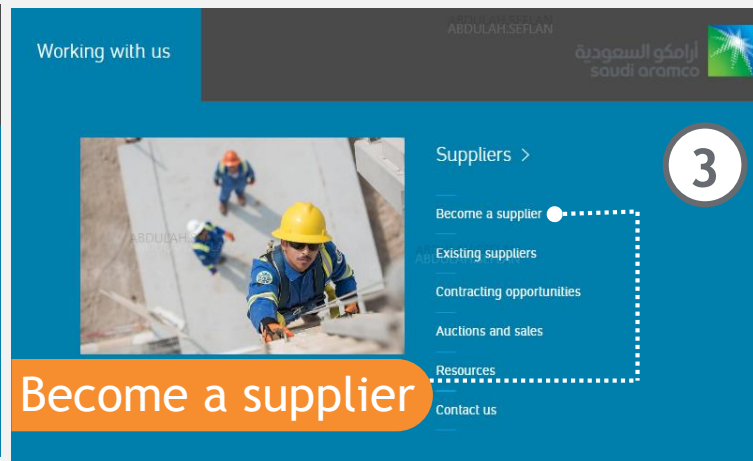 ABDULAH.SEFLAN
Working with us
أرامكو السعودية
saudi aramco
Suppliers >
3
Become a supplier
Existing suppliers
Contracting opportunities
Auctions and sales
Resources
Become a supplier
Contact us